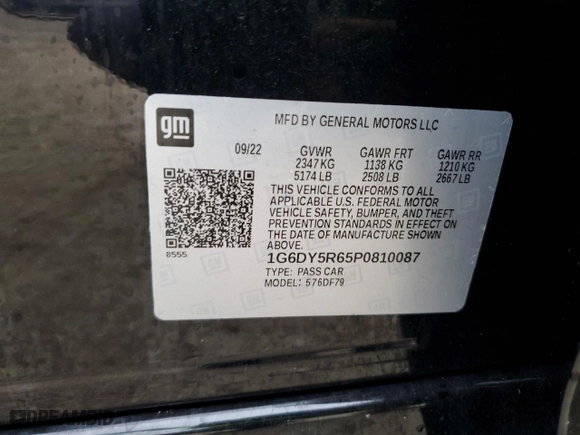 gm
MFD BY GENERAL MOTORS LLC
09/22 GVWR GAWR FRT GAWR RR
2347 KG 1138 KG 1210 KG
5174 LB 2508 LB 2667 LB
THIS VEHICLE CONFORMS TO ALL
APPLICABLE U.S. FEDERAL MOTOR
VEHICLE SAFETY, BUMPER, AND THEFT
PREVENTION STANDARDS IN EFFECT ON
THE DATE OF MANUFACTURE SHOWN
ABOVE.
8555
1G6DY5R65P0810087
TYPE: PASS CAR
MODEL: 576DF79
DREAMBID